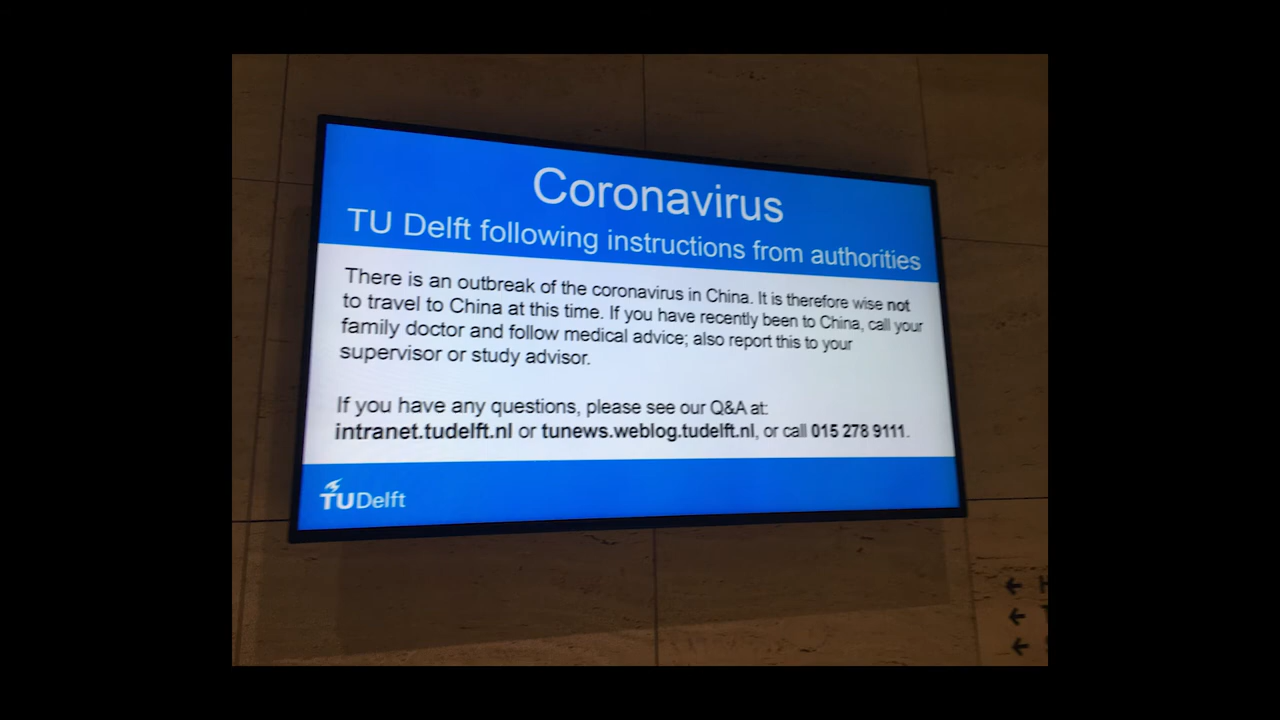 Coronavirus
TU Delft following instructions from authorities
There is an outbreak of the coronavirus in China. It is therefore wise not
to travel to China at this time. If you have recently been to China, call your
family doctor and follow medical advice; also report this to your
supervisor or study advisor.
If you have any questions, please see our Q&A at:
intranet.tudelft.nl or tunews.weblog.tudelft.nl, or call 015 278 9111.
TUDelft